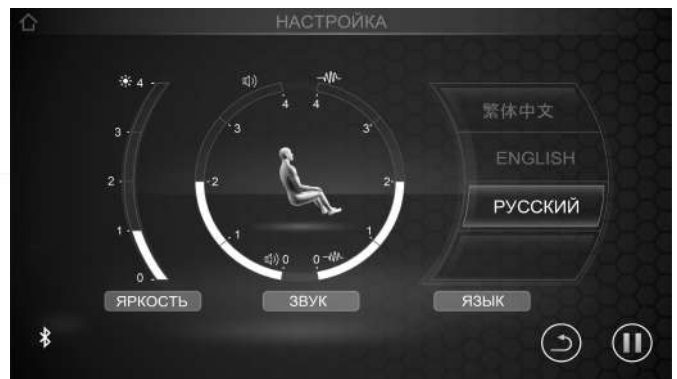 НАСТРОЙКА
4
3
2
1
0
ЯРКОСТЬ
4 4
3 3
2 2
1 1
0 0
ЗВУК
繁体中文
ENGLISH
РУССКИЙ
ЯЗЫК